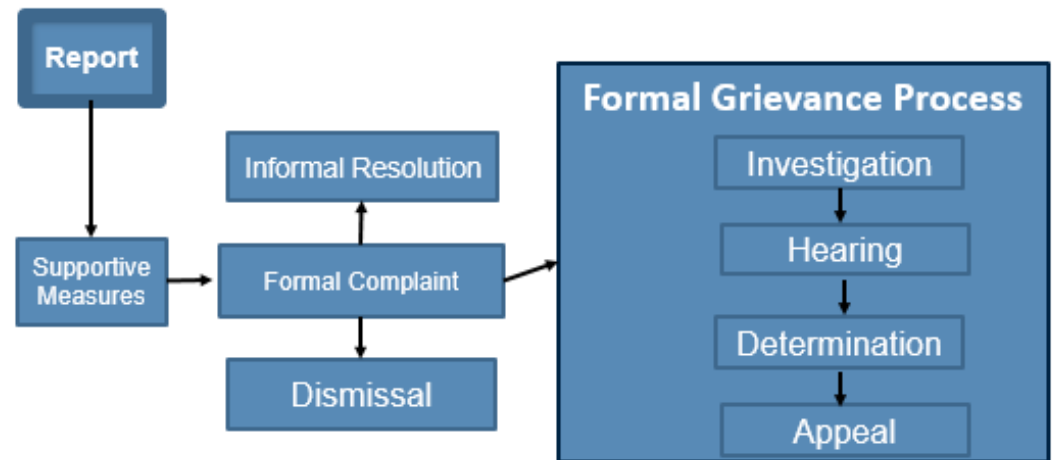 Report
Supportive
Measures
Informal Resolution
Formal Complaint
Dismissal
Formal Grievance Process
Investigation
Hearing
Determination
Appeal